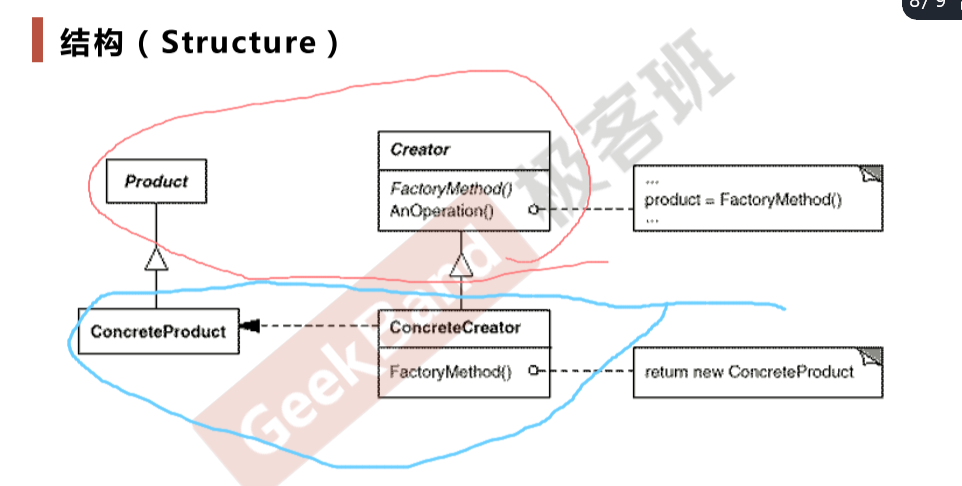 8/9
结构（Structure）
Product
Creator
FactoryMethod()
AnOperation()
...
product = FactoryMethod()
...
ConcreteProduct
ConcreteCreator
FactoryMethod()
return new ConcreteProduct
GeekBand 极客班